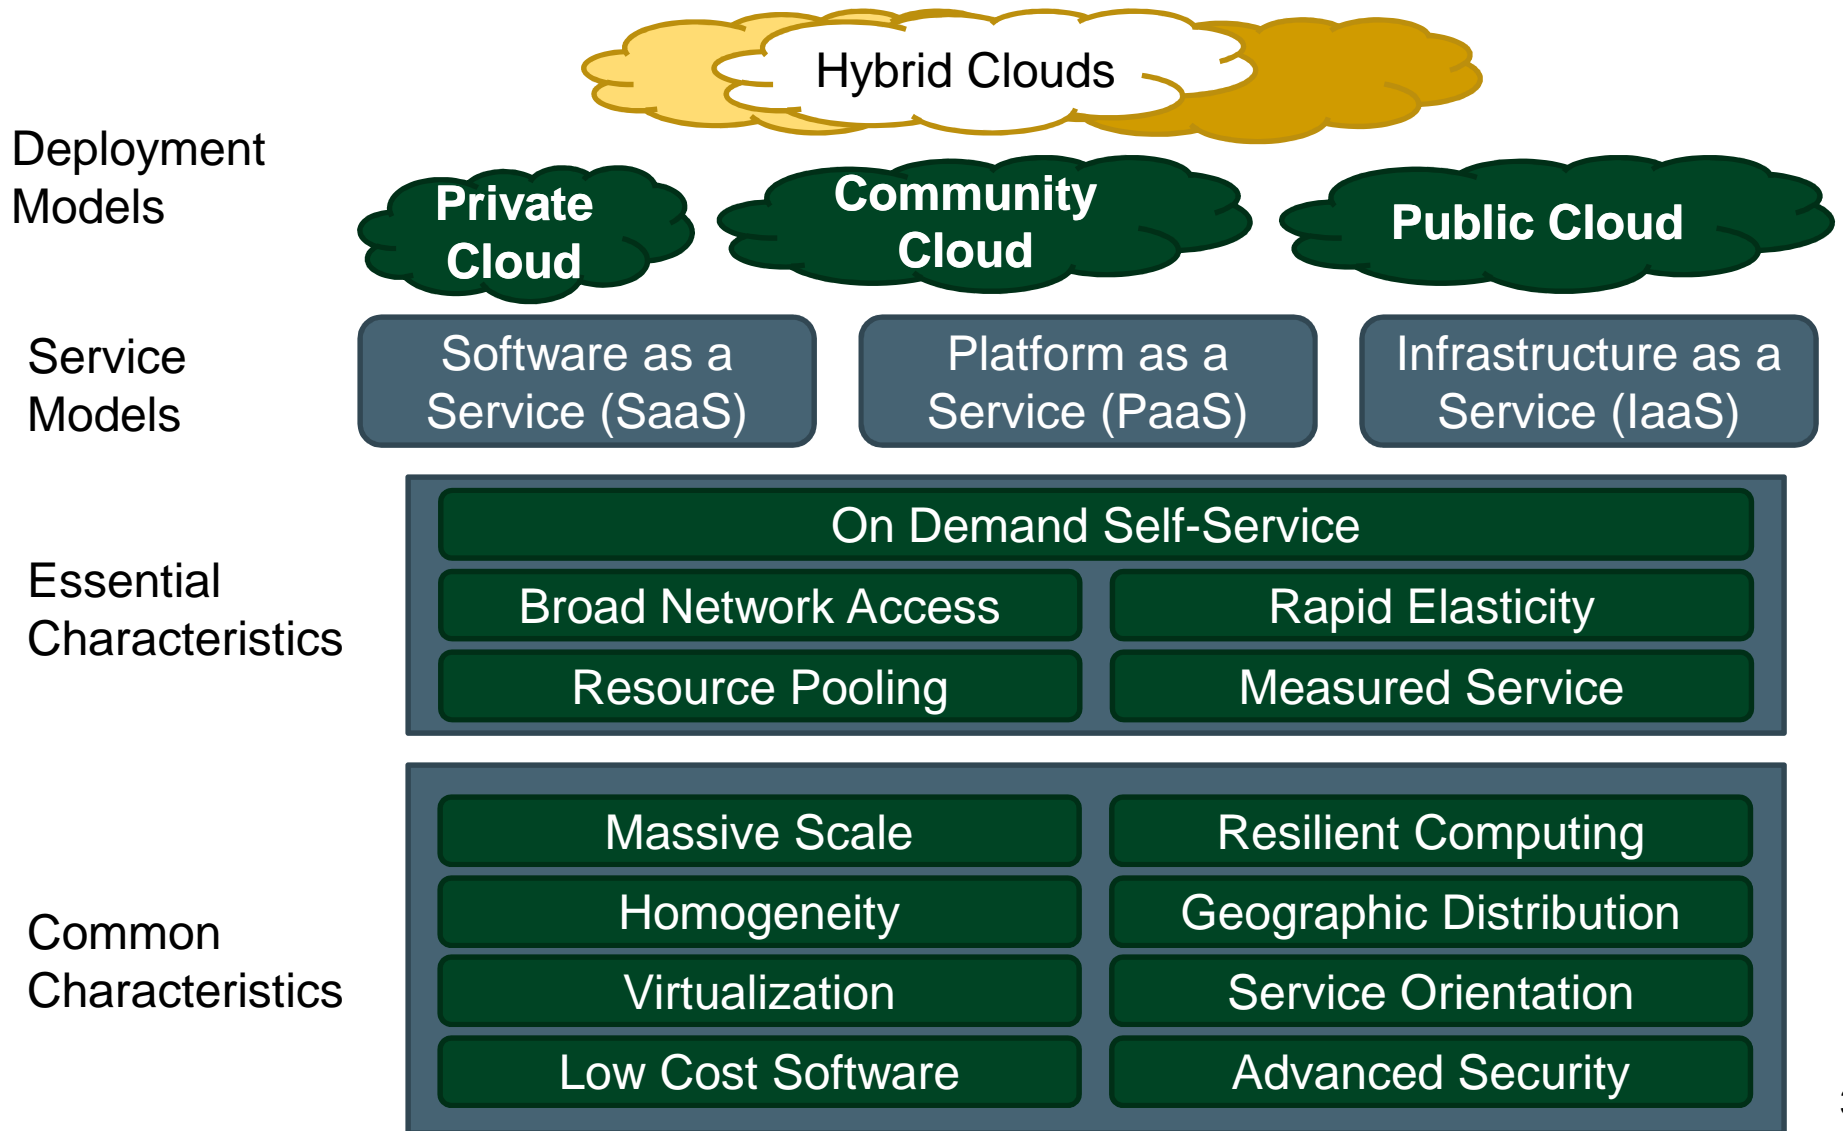 Hybrid Clouds
Deployment
Models
Private
Cloud
Community
Cloud
Public Cloud
Service
Models
Software as a
Service (SaaS)
Platform as a
Service (PaaS)
Infrastructure as a
Service (IaaS)
Essential
Characteristics
On Demand Self-Service
Broad Network Access
Rapid Elasticity
Resource Pooling
Measured Service
Common
Characteristics
Massive Scale
Resilient Computing
Homogeneity
Geographic Distribution
Virtualization
Service Orientation
Low Cost Software
Advanced Security